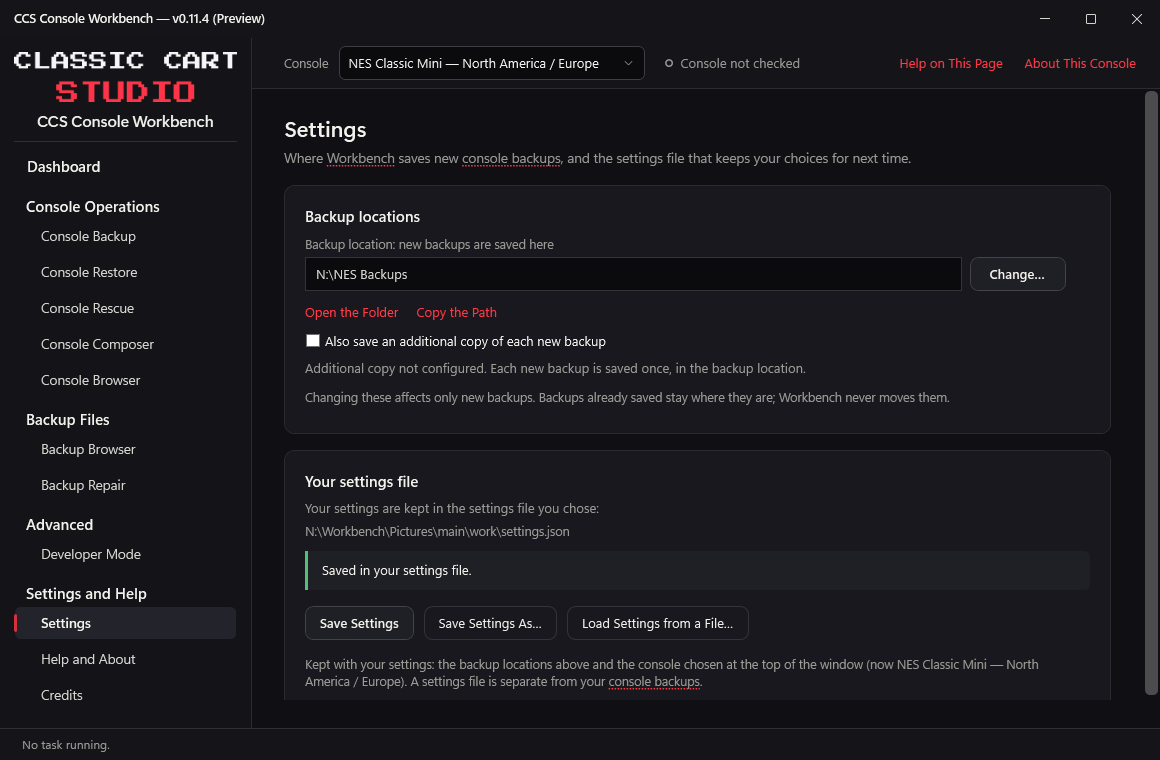 CCS Console Workbench — v0.11.4 (Preview)
CLASSIC CART
STUDIO
CCS Console Workbench
Console
NES Classic Mini — North America / Europe
Console not checked
Help on This Page
About This Console
Dashboard
Console Operations
Console Backup
Console Restore
Console Rescue
Console Composer
Console Browser
Backup Files
Backup Browser
Backup Repair
Advanced
Developer Mode
Settings and Help
Settings
Help and About
Credits
Settings
Where Workbench saves new console backups, and the settings file that keeps your choices for next time.
Backup locations
Backup location: new backups are saved here
N:\NES Backups
Change...
Open the Folder
Copy the Path
Also save an additional copy of each new backup
Additional copy not configured. Each new backup is saved once, in the backup location.
Changing these affects only new backups. Backups already saved stay where they are; Workbench never moves them.
Your settings file
Your settings are kept in the settings file you chose:
N:\Workbench\Pictures\main\work\settings.json
Saved in your settings file.
Save Settings
Save Settings As...
Load Settings from a File...
Kept with your settings: the backup locations above and the console chosen at the top of the window (now NES Classic Mini — North
America / Europe). A settings file is separate from your console backups.
No task running.